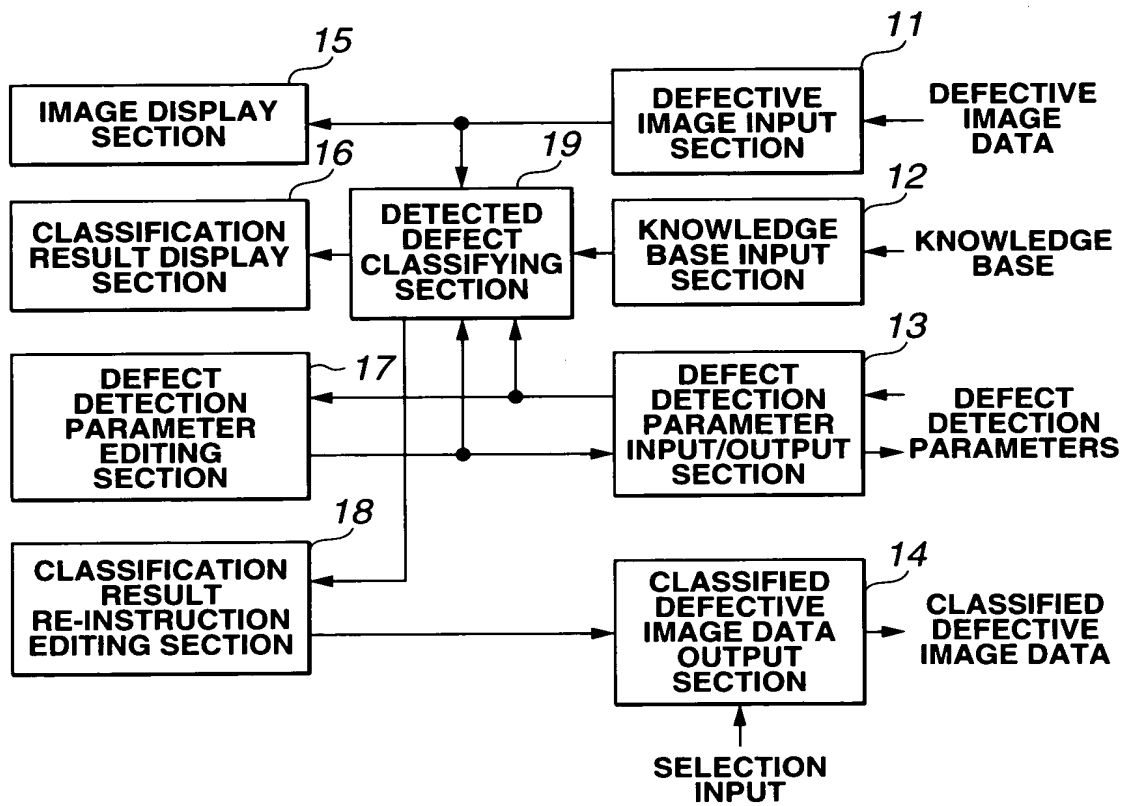 15
IMAGE DISPLAY
SECTION
11
DEFECTIVE
IMAGE INPUT
SECTION
DEFECTIVE
IMAGE
DATA
16
CLASSIFICATION
RESULT DISPLAY
SECTION
19
DETECTED
DEFECT
CLASSIFYING
SECTION
12
KNOWLEDGE
BASE INPUT
SECTION
KNOWLEDGE
BASE
17
DEFECT
DETECTION
PARAMETER
EDITING
SECTION
13
DEFECT
DETECTION
PARAMETER
INPUT/OUTPUT
SECTION
DEFECT
DETECTION
PARAMETERS
18
CLASSIFICATION
RESULT
RE-INSTRUCTION
EDITING SECTION
14
CLASSIFIED
DEFECTIVE
IMAGE DATA
OUTPUT
SECTION
CLASSIFIED
DEFECTIVE
IMAGE DATA
SELECTION
INPUT